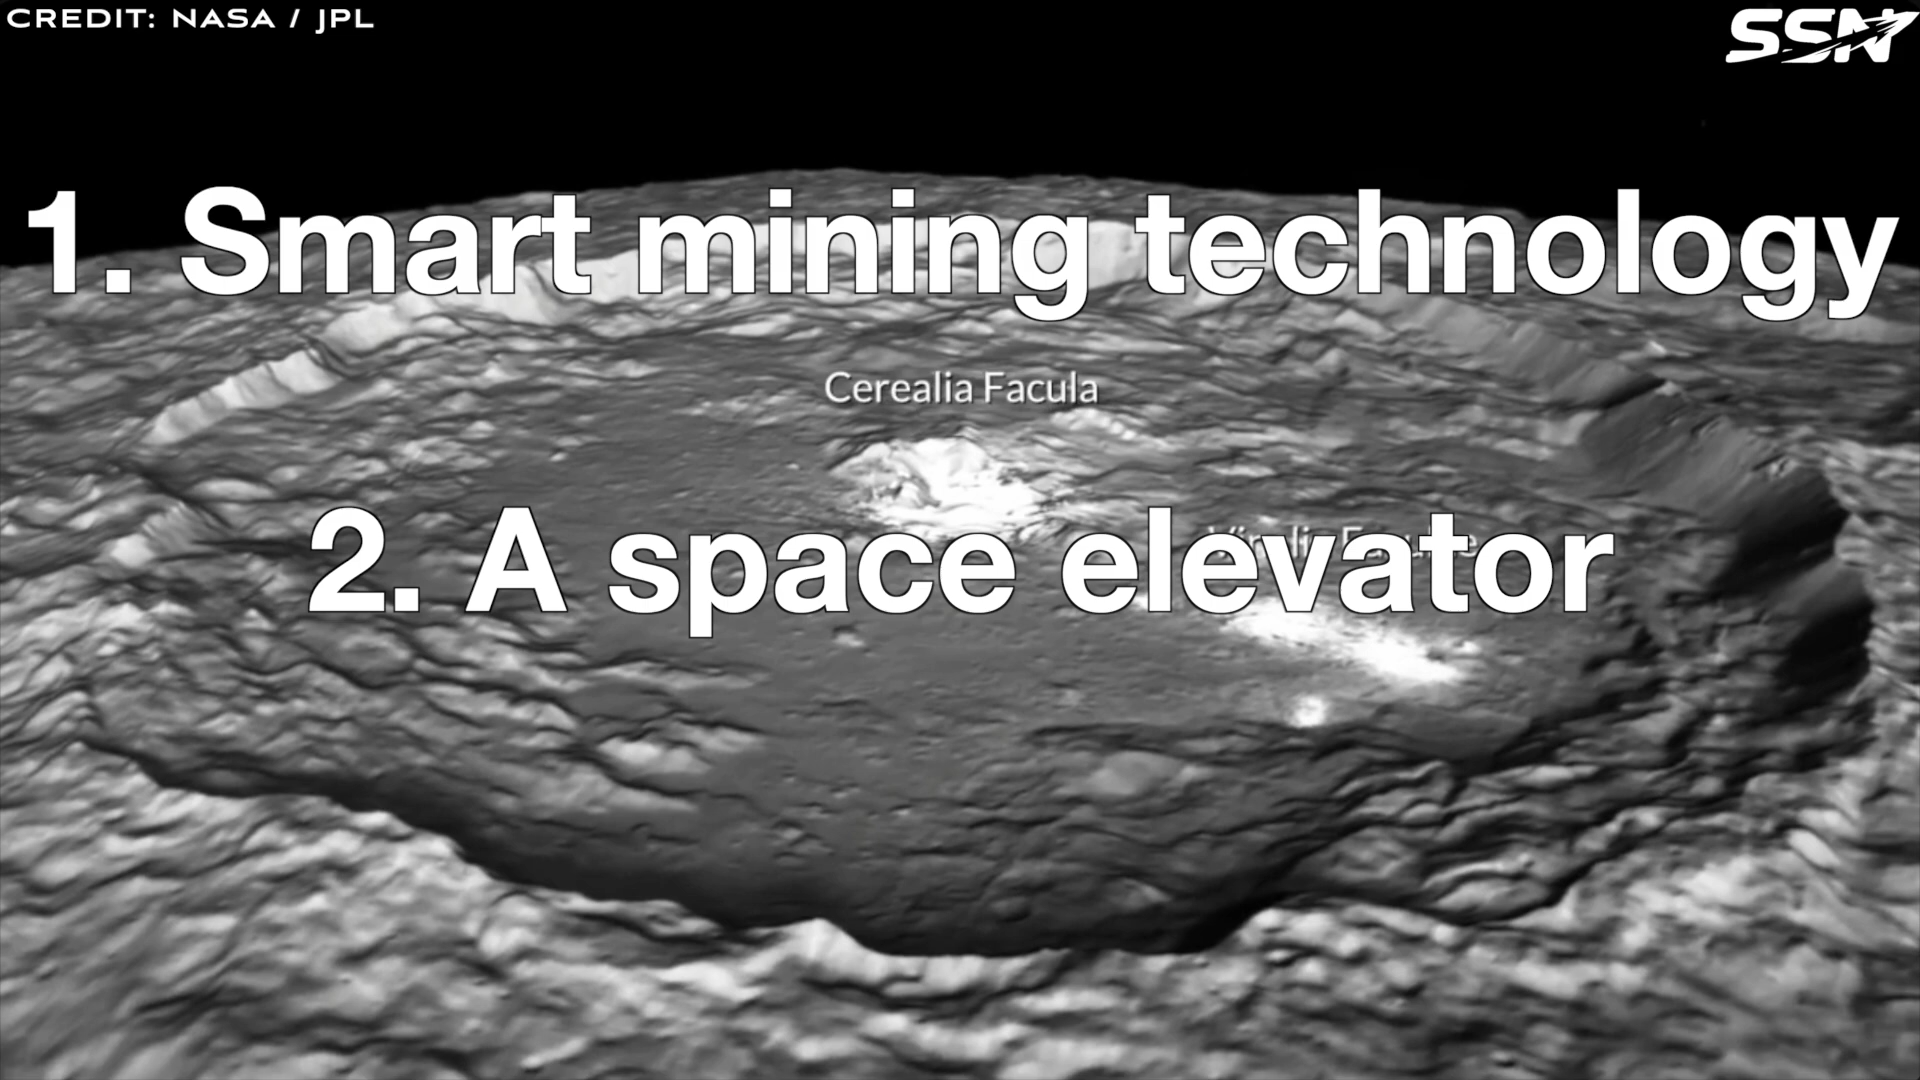 CREDIT: NASA / JPL
SSN
1. Smart mining technology
Cerealia Facula
2. A space elevator